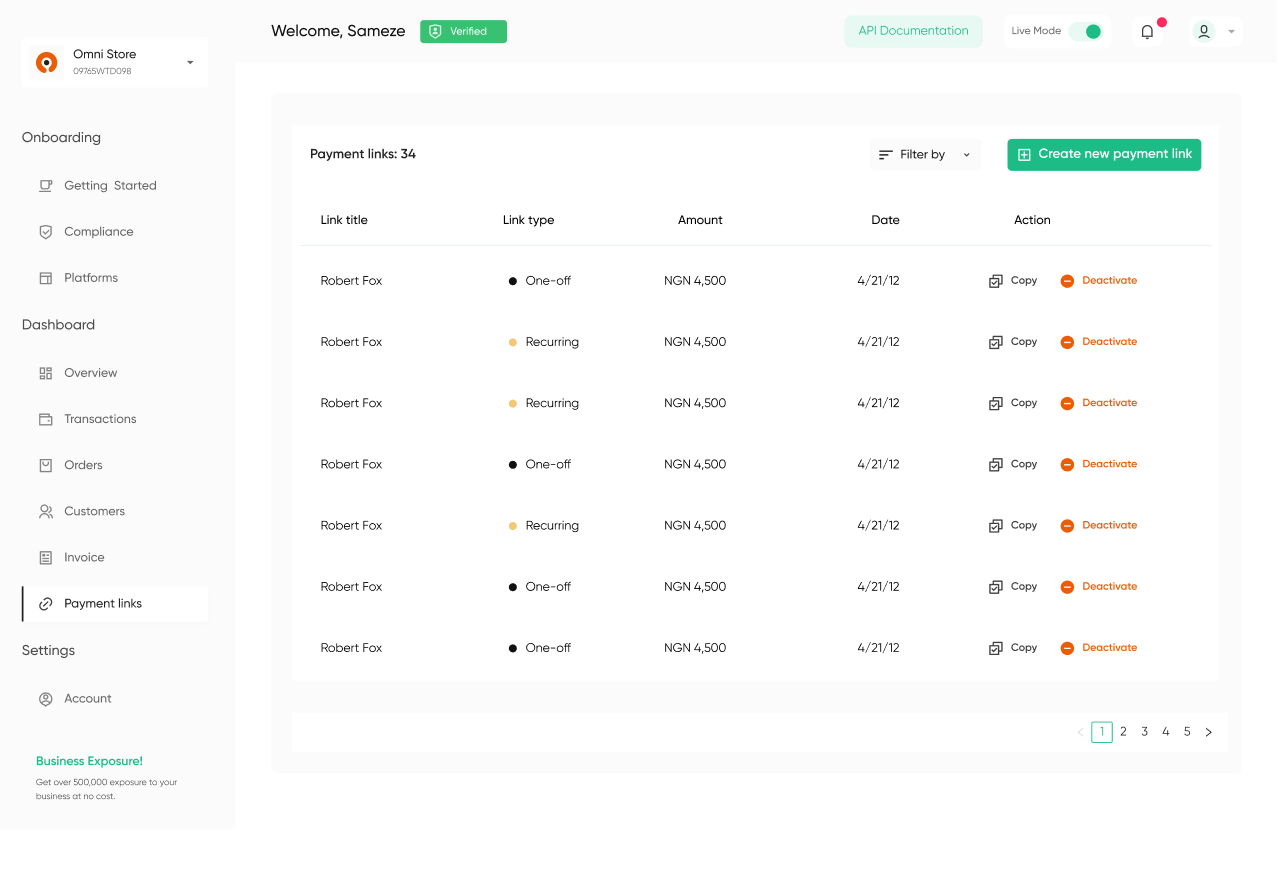 Omni Store
09765WTD098
Onboarding
Getting Started
Compliance
Platforms
Dashboard
Overview
Transactions
Orders
Customers
Invoice
Payment links
Settings
Account
Business Exposure!
Get over 500,000 exposure to your
business at no cost.
Welcome, Sameze
Verified
API Documentation
Live Mode
Payment links: 34
Filter by
Create new payment link
Link title Link type Amount Date Action
Robert Fox One-off NGN 4,500 4/21/12 Copy Deactivate
Robert Fox Recurring NGN 4,500 4/21/12 Copy Deactivate
Robert Fox Recurring NGN 4,500 4/21/12 Copy Deactivate
Robert Fox One-off NGN 4,500 4/21/12 Copy Deactivate
Robert Fox Recurring NGN 4,500 4/21/12 Copy Deactivate
Robert Fox One-off NGN 4,500 4/21/12 Copy Deactivate
Robert Fox One-off NGN 4,500 4/21/12 Copy Deactivate
1 2 3 4 5